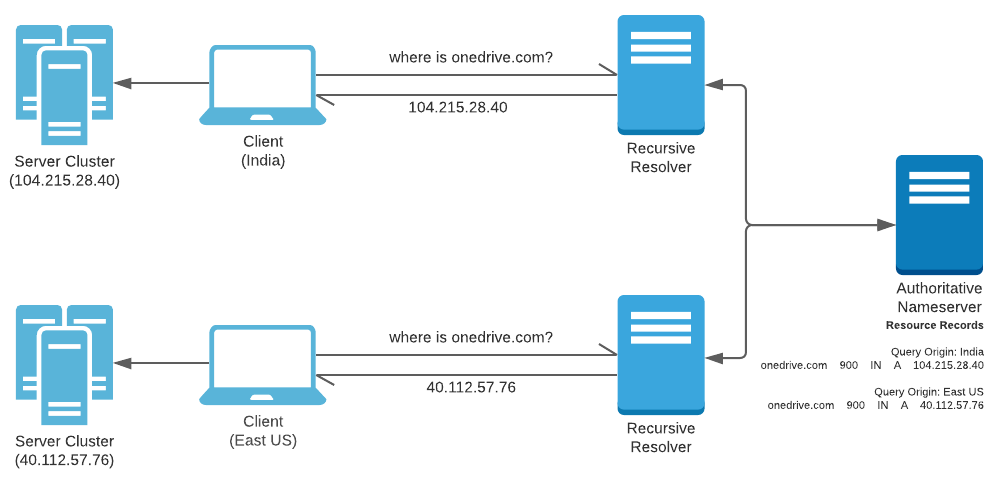 where is onedrive.com?
104.215.28.40
Client
(India)
Server Cluster
(104.215.28.40)
Recursive
Resolver
Authoritative
Nameserver
Resource Records
Query Origin: India
onedrive.com 900 IN A 104.215.28.40
Query Origin: East US
onedrive.com 900 IN A 40.112.57.76
where is onedrive.com?
40.112.57.76
Client
(East US)
Server Cluster
(40.112.57.76)
Recursive
Resolver